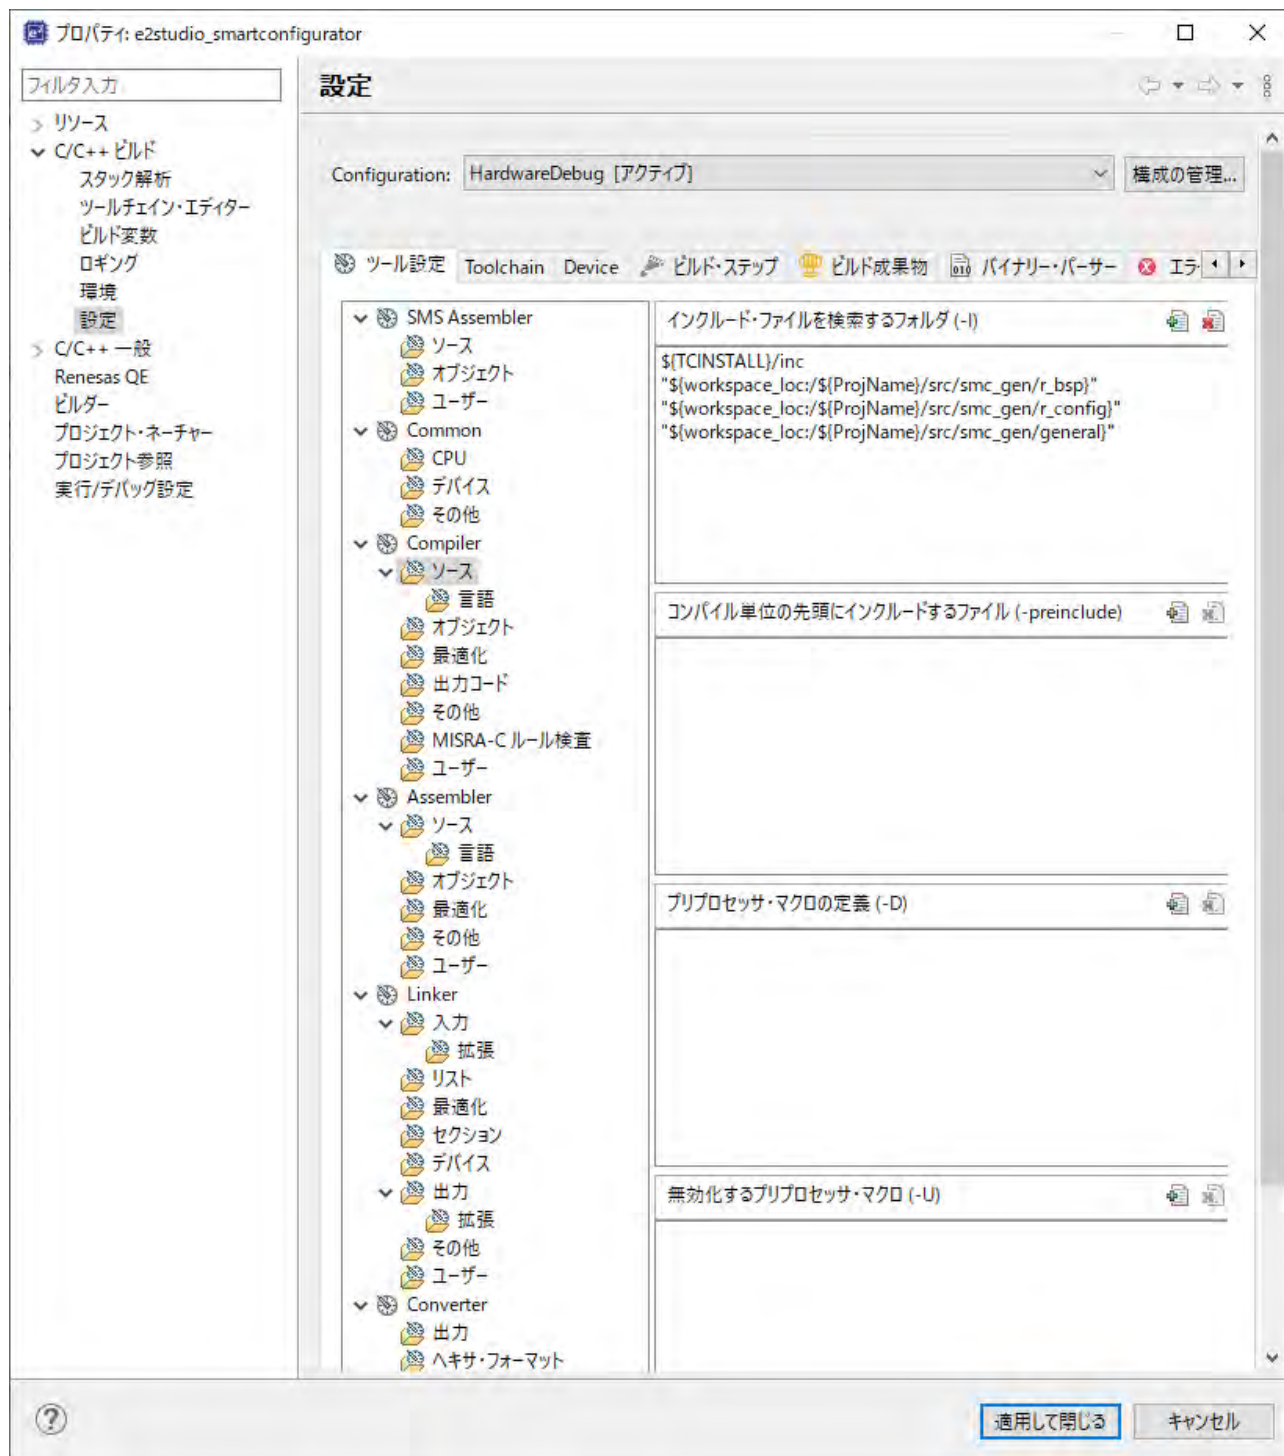 プロパティ: e2studio_smartconfigurator
フィルタ入力
リソース
C/C++ ビルド
スタック解析
ツールチェイン・エディター
ビルド変数
ロギング
環境
設定
C/C++ 一般
Renesas QE
ビルダー
プロジェクト・ネーチャー
プロジェクト参照
実行/デバッグ設定
設定
Configuration: HardwareDebug [アクティブ] 構成の管理...
ツール設定 Toolchain Device ビルド・ステップ ビルド成果物 バイナリー・パーサー エラ
SMS Assembler
ソース
オブジェクト
ユーザー
Common
CPU
デバイス
その他
Compiler
ソース
言語
オブジェクト
最適化
出力コード
その他
MISRA-C ルール検査
ユーザー
Assembler
ソース
言語
オブジェクト
最適化
その他
ユーザー
Linker
入力
拡張
リスト
最適化
セクション
デバイス
出力
拡張
その他
ユーザー
Converter
出力
ヘキサ・フォーマット
インクルード・ファイルを検索するフォルダ (-I)
${TCINSTALL}/inc
"${workspace_loc:/${ProjName}/src/smc_gen/r_bsp}"
"${workspace_loc:/${ProjName}/src/smc_gen/r_config}"
"${workspace_loc:/${ProjName}/src/smc_gen/general}"
コンパイル単位の先頭にインクルードするファイル (-preinclude)
プリプロセッサ・マクロの定義 (-D)
無効化するプリプロセッサ・マクロ (-U)
適用して閉じる キャンセル